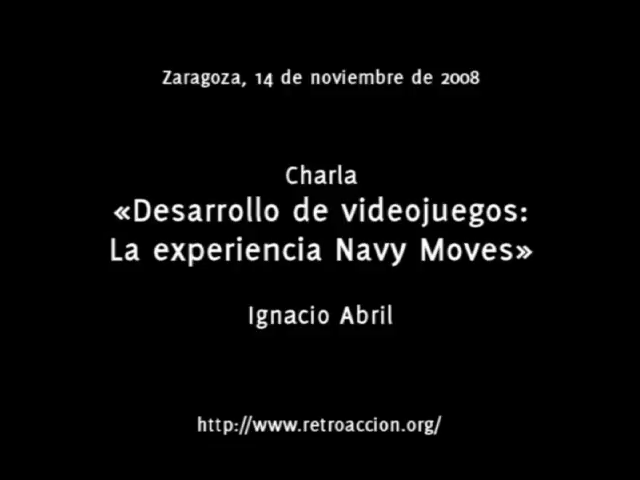 Zaragoza, 14 de noviembre de 2008
Charla
«Desarrollo de videojuegos:
La experiencia Navy Moves»
Ignacio Abril
http://www.retroaccion.org/